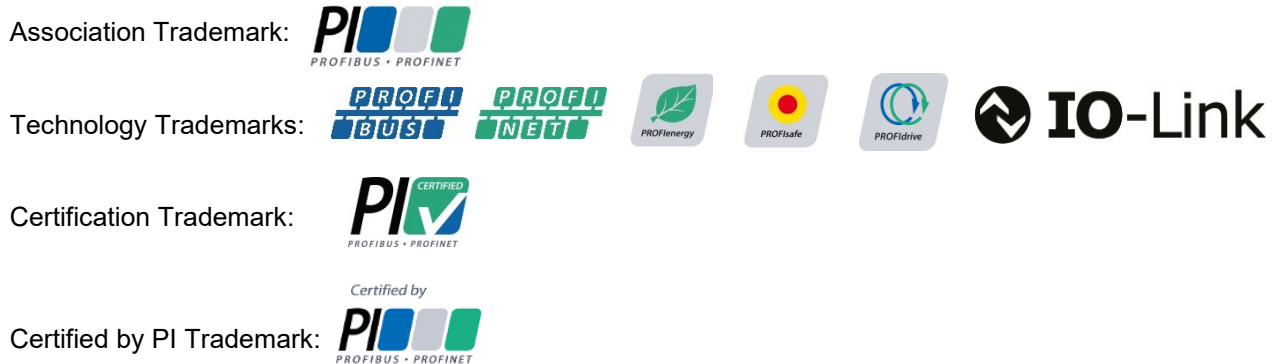 Association Trademark:
PI
PROFIBUS • PROFINET
Technology Trademarks:
PROFI
BUS
PROFI
NET
PROFIenergy
PROFIsafe
PROFIdrive
IO-Link
Certification Trademark:
PI
CERTIFIED
PROFIBUS • PROFINET
Certified by PI Trademark:
Certified by
PI
PROFIBUS • PROFINET